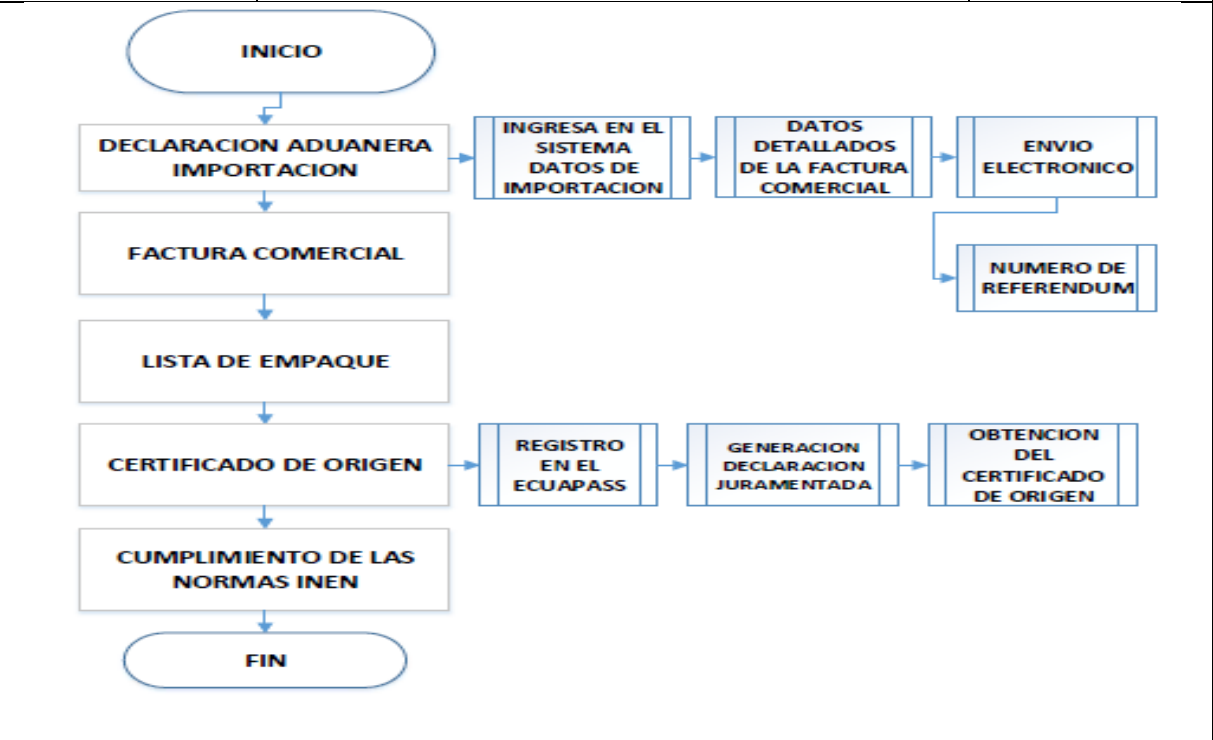 INICIO
DECLARACION ADUANERA
IMPORTACION
INGRESA EN EL
SISTEMA
DATOS DE
IMPORTACION
DATOS
DETALLADOS
DE LA FACTURA
COMERCIAL
ENVIO
ELECTRONICO
NUMERO DE
REFERENDUM
FACTURA COMERCIAL
LISTA DE EMPAQUE
CERTIFICADO DE ORIGEN
REGISTRO
EN EL
ECUAPASS
GENERACION
DECLARACION
JURAMENTADA
OBTENCION
DEL
CERTIFICADO
DE ORIGEN
CUMPLIMIENTO DE LAS
NORMAS INEN
FIN